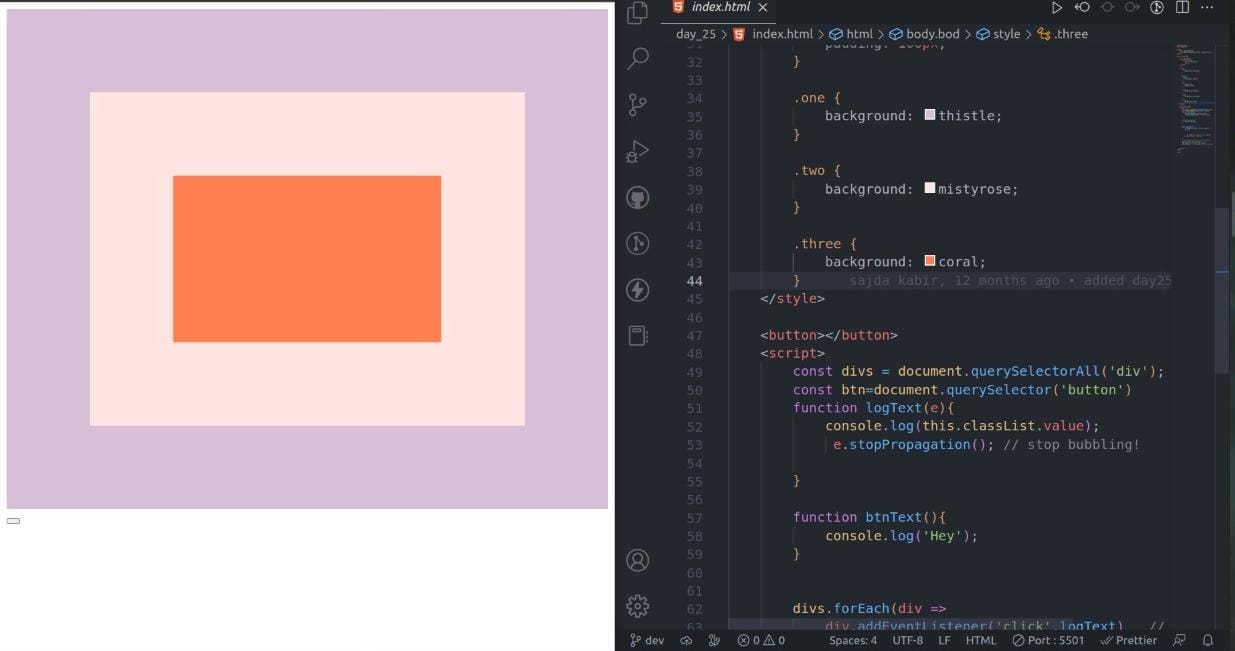 index.html
day_25 > index.html > html > body.bod > style > .three
31 padding: 100px;
32 }
33
34 .one {
35 background: thistle;
36 }
37
38 .two {
39 background: mistyrose;
40 }
41
42 .three {
43 background: coral;
44 } sajda kabir, 12 months ago • added day25
45 </style>
46
47 <button></button>
48 <script>
49 const divs = document.querySelectorAll('div');
50 const btn=document.querySelector('button')
51 function logText(e){
52 console.log(this.classList.value);
53 e.stopPropagation(); // stop bubbling!
54
55 }
56
57 function btnText(){
58 console.log('Hey');
59 }
60
61
62 divs.forEach(div =>
63 div.addEventListener('click',logText) //
dev 0 0 Spaces: 4 UTF-8 LF HTML Port : 5501 Prettier